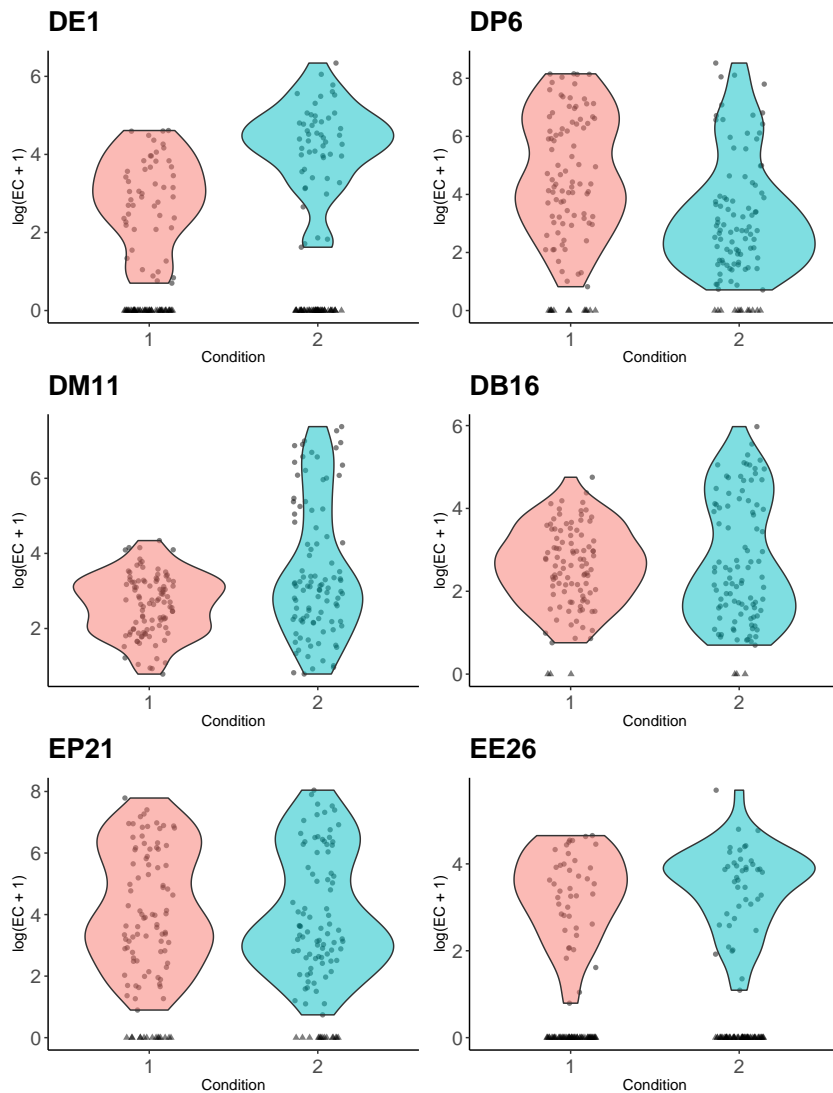 DE1
DP6
log(EC + 1)
6
4
2
0
1
2
Condition
log(EC + 1)
8
6
4
2
0
1
2
Condition
DM11
DB16
log(EC + 1)
6
4
2
1
2
Condition
log(EC + 1)
6
4
2
0
1
2
Condition
EP21
EE26
log(EC + 1)
8
6
4
2
0
1
2
Condition
log(EC + 1)
4
2
0
1
2
Condition